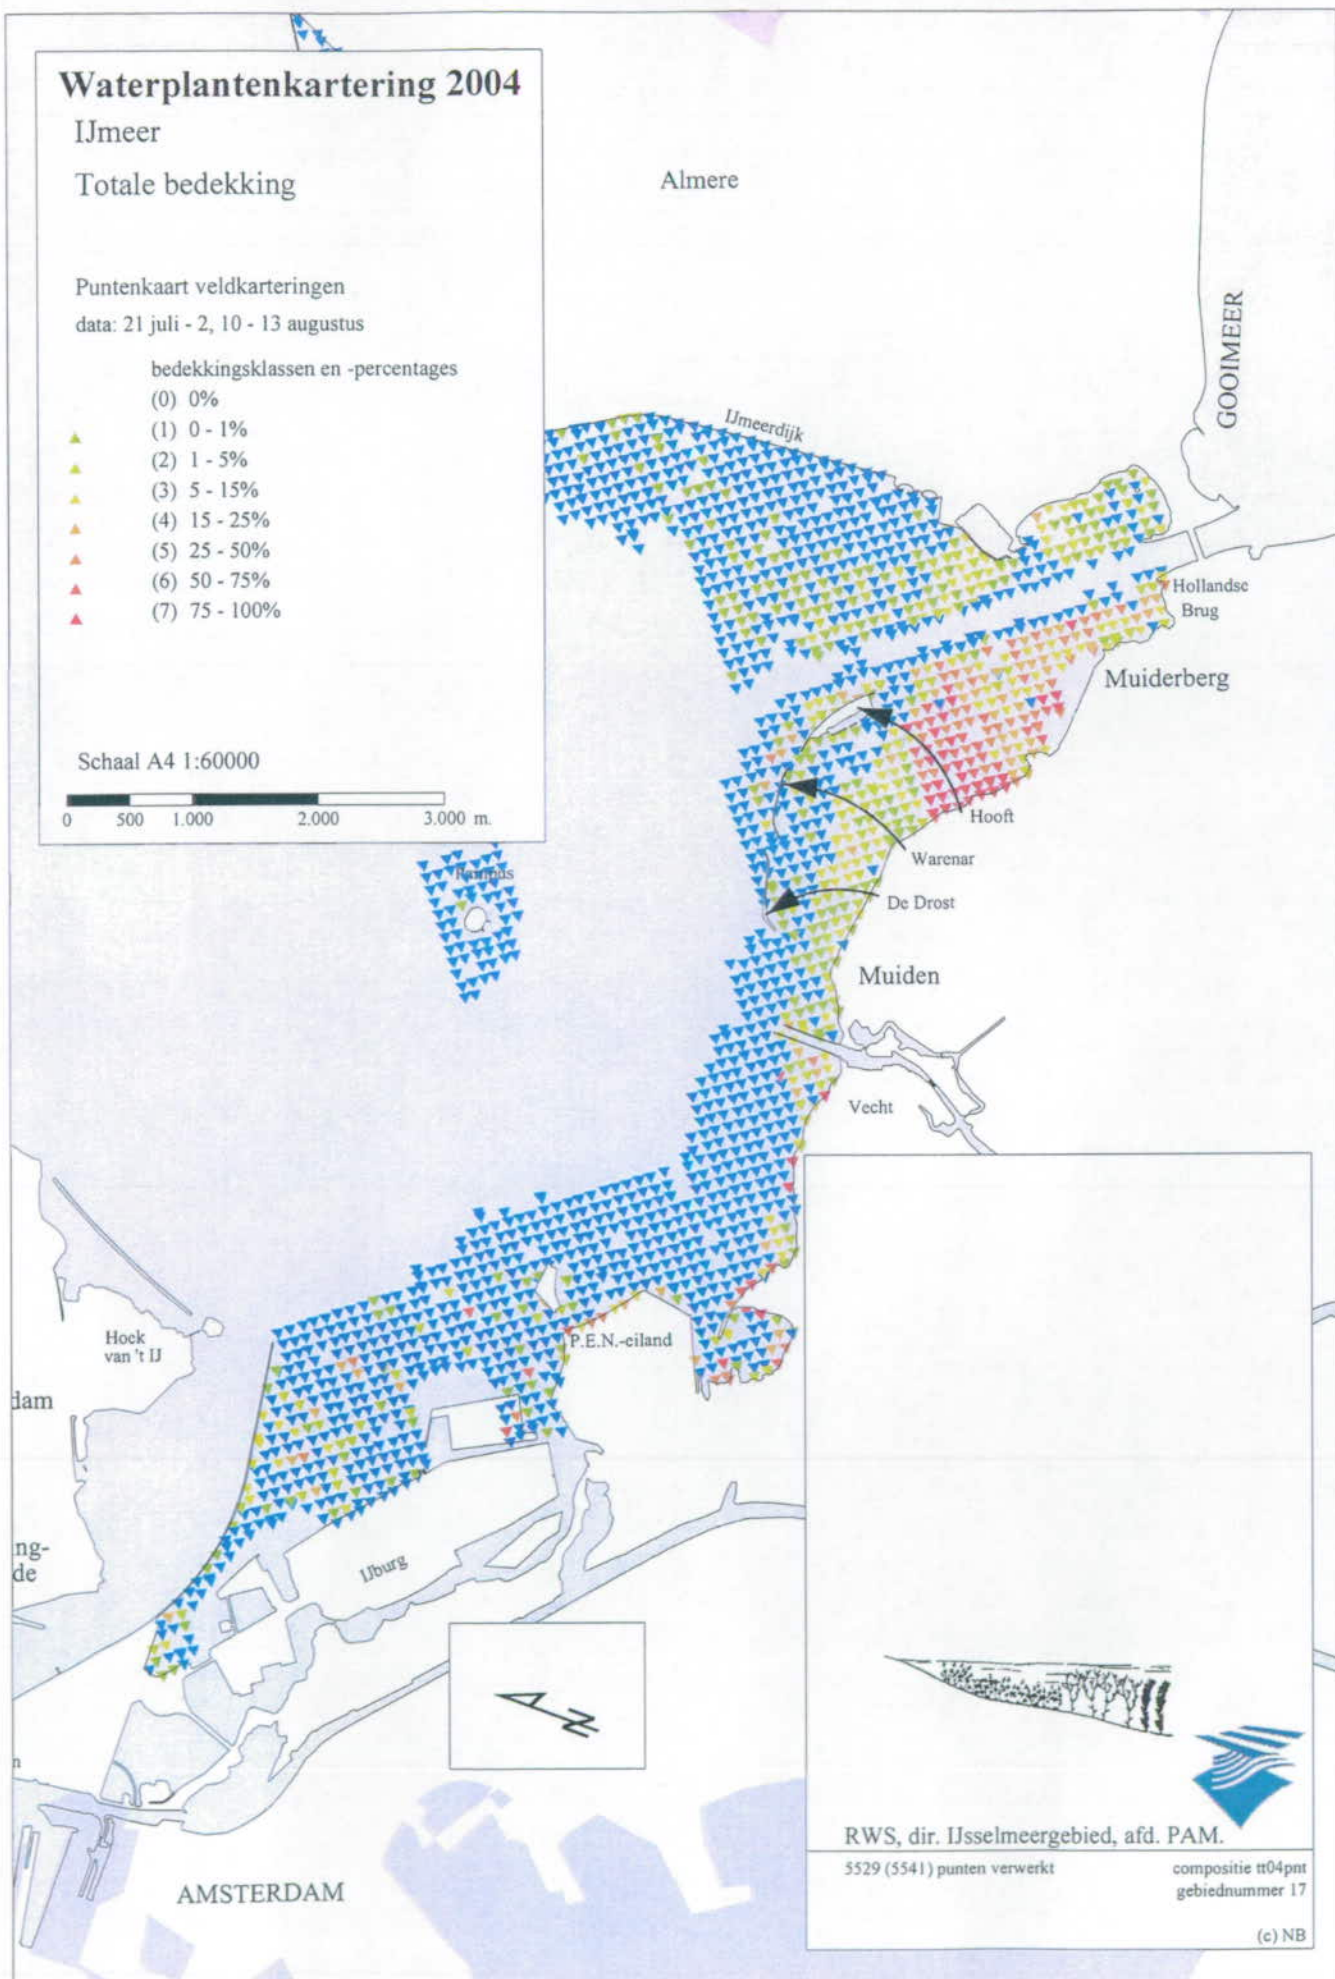 Waterplantenkartering 2004
IJmeer
Totale bedekking
Puntenkaart veldkarteringen
data: 21 juli - 2, 10 - 13 augustus
bedekkingsklassen en -percentages
(0) 0%
(1) 0 - 1%
(2) 1 - 5%
(3) 5 - 15%
(4) 15 - 25%
(5) 25 - 50%
(6) 50 - 75%
(7) 75 - 100%
Schaal A4 1:60000
0 500 1.000 2.000 3.000 m.
Almere
GOOIMEER
IJmeerdijk
Hollandse
Brug
Muiderberg
Hooft
Warenar
De Drost
Pampus
Muiden
Vecht
P.E.N.-eiland
Hoek
van 't IJ
dam
ng-
de
IJburg
n
N
AMSTERDAM
RWS, dir. IJsselmeergebied, afd. PAM.
5529 (5541) punten verwerkt
compositie tt04pnt
gebiednummer 17
(c) NB